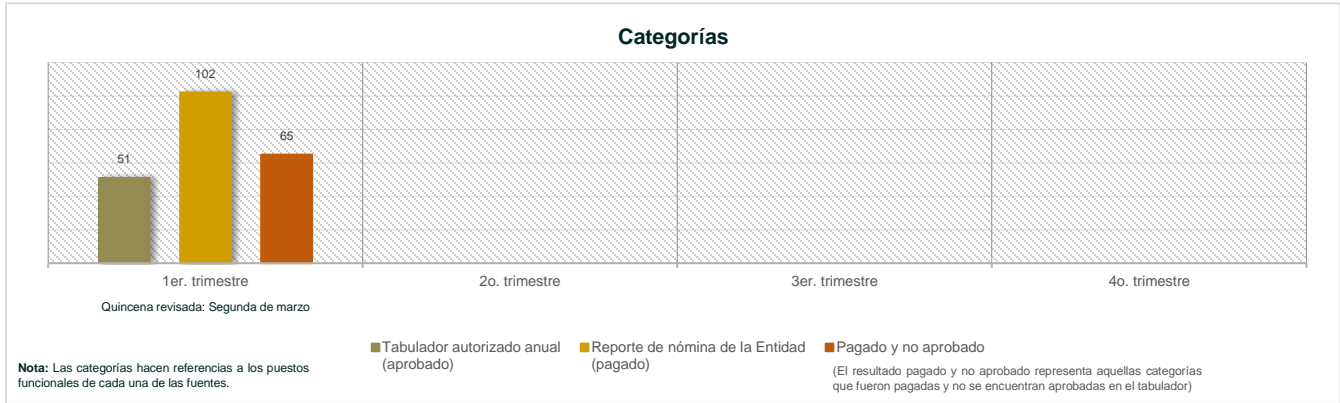 Categorías
102
65
51
1er. trimestre
2o. trimestre
3er. trimestre
4o. trimestre
Quincena revisada: Segunda de marzo
Tabulador autorizado anual
(aprobado)
Reporte de nómina de la Entidad
(pagado)
Pagado y no aprobado
(El resultado pagado y no aprobado representa aquellas categorías
que fueron pagadas y no se encuentran aprobadas en el tabulador)
Nota: Las categorías hacen referencias a los puestos
funcionales de cada una de las fuentes.